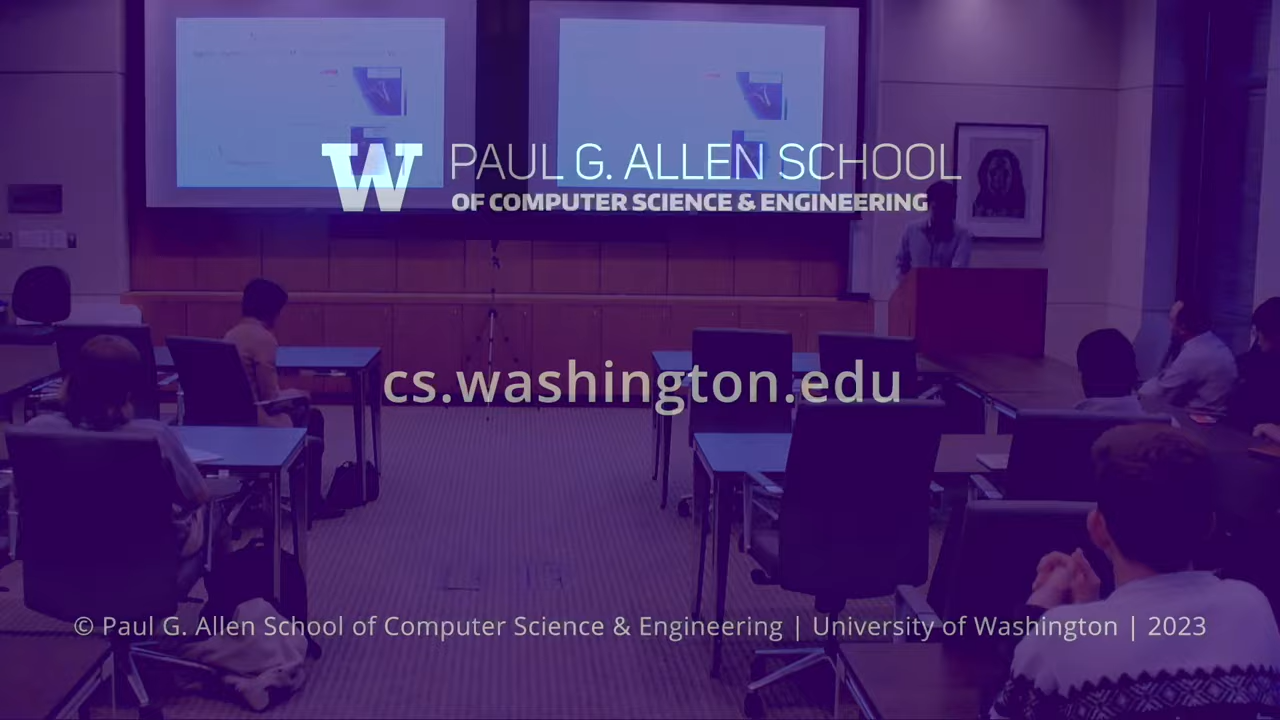 W PAUL G. ALLEN SCHOOL
OF COMPUTER SCIENCE & ENGINEERING
cs.washington.edu
© Paul G. Allen School of Computer Science & Engineering | University of Washington | 2023